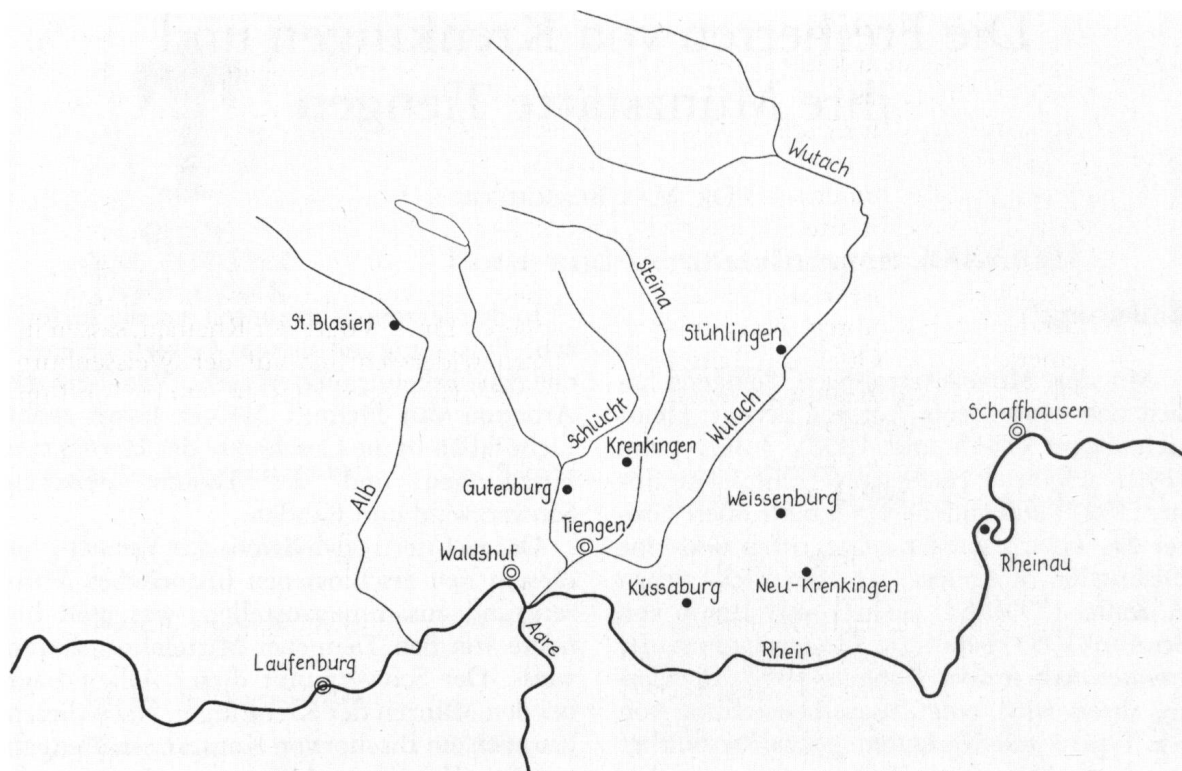 Wutach
Steina
St. Blasien
Stühlingen
Schlücht
Wutach
Schaffhausen
Krenkingen
Alb
Gutenburg
Weissenburg
Tiengen
Waldshut
Rheinau
Küssaburg
Neu-Krenkingen
Aare
Rhein
Laufenburg